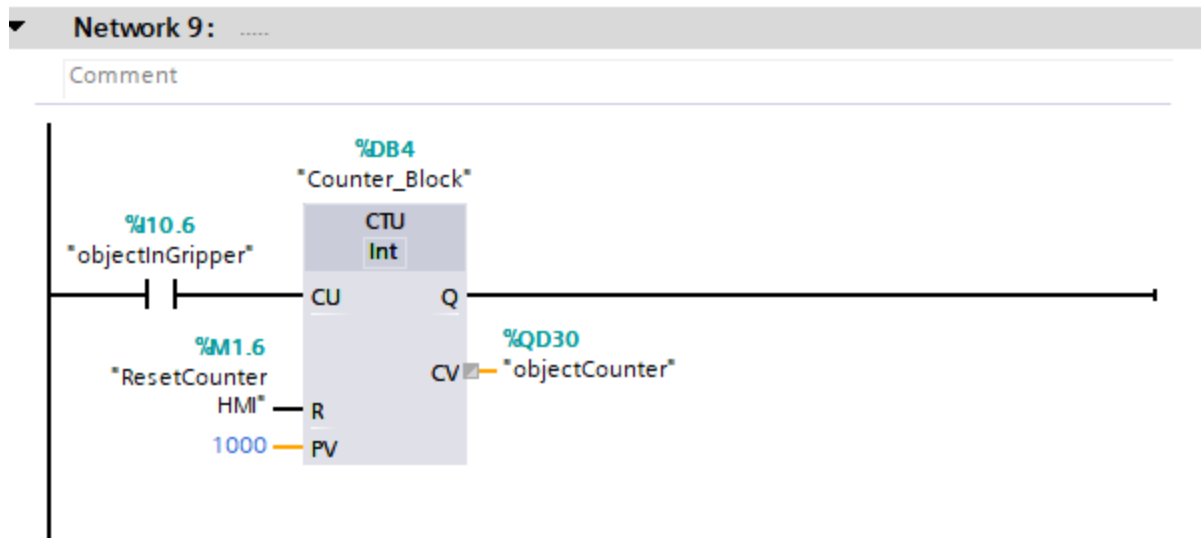 Network 9: .....
Comment
%DB4
"Counter_Block"
%I10.6
"objectInGripper"
CTU
Int
CU
Q
%M1.6
"ResetCounter
HMI"
%QD30
CV
"objectCounter"
R
1000
PV